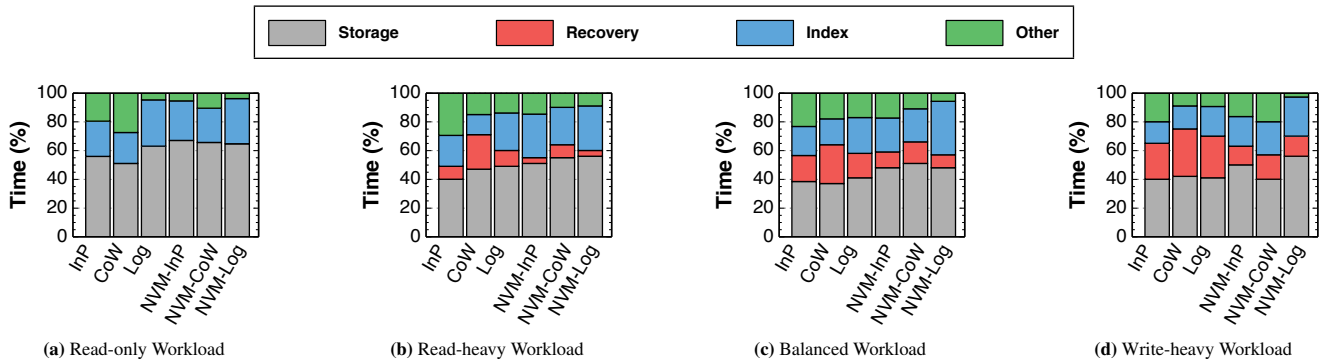 Storage Recovery Index Other
Time (%)
100
80
60
40
20
0
InP
CoW
Log
NVM-InP
NVM-CoW
NVM-Log
(a) Read-only Workload
Time (%)
100
80
60
40
20
0
InP
CoW
Log
NVM-InP
NVM-CoW
NVM-Log
(b) Read-heavy Workload
Time (%)
100
80
60
40
20
0
InP
CoW
Log
NVM-InP
NVM-CoW
NVM-Log
(c) Balanced Workload
Time (%)
100
80
60
40
20
0
InP
CoW
Log
NVM-InP
NVM-CoW
NVM-Log
(d) Write-heavy Workload